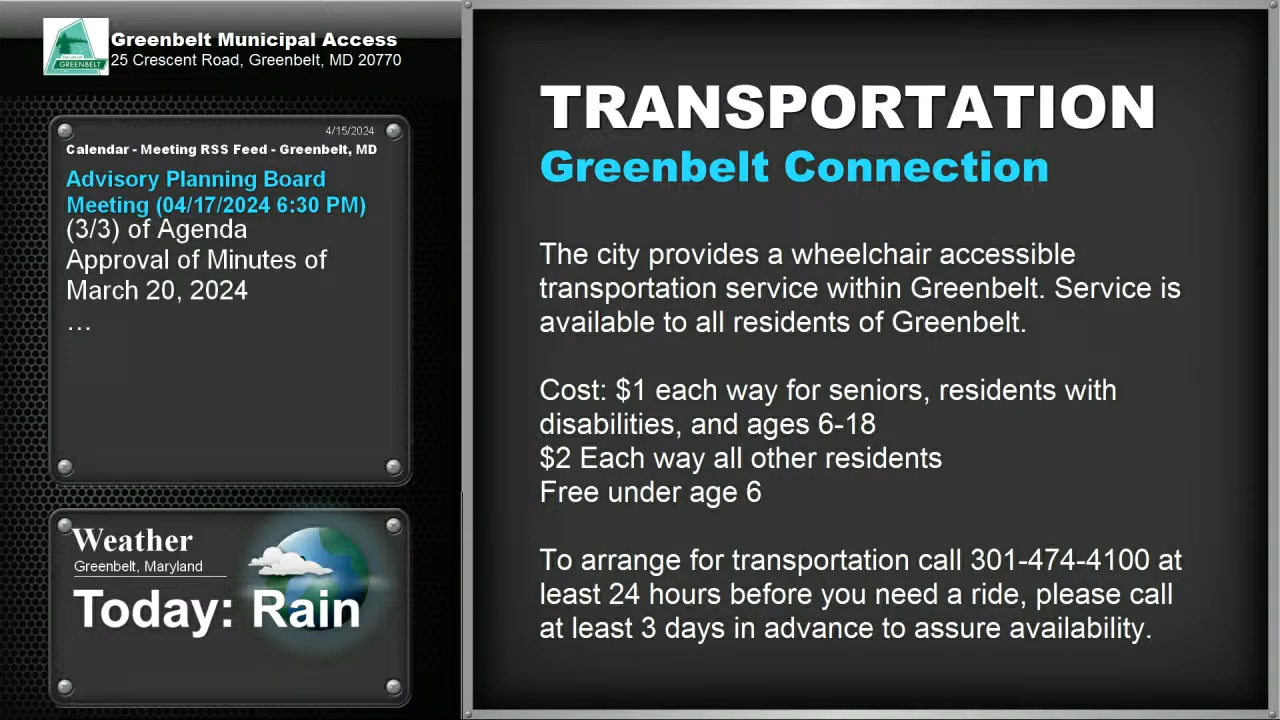 Greenbelt Municipal Access
25 Crescent Road, Greenbelt, MD 20770
THE CITY OF
GREENBELT
4/15/2024
Calendar - Meeting RSS Feed - Greenbelt, MD
Advisory Planning Board
Meeting (04/17/2024 6:30 PM)
(3/3) of Agenda
Approval of Minutes of
March 20, 2024
…
Weather
Greenbelt, Maryland
Today: Rain
TRANSPORTATION
Greenbelt Connection
The city provides a wheelchair accessible
transportation service within Greenbelt. Service is
available to all residents of Greenbelt.
Cost: $1 each way for seniors, residents with
disabilities, and ages 6-18
$2 Each way all other residents
Free under age 6
To arrange for transportation call 301-474-4100 at
least 24 hours before you need a ride, please call
at least 3 days in advance to assure availability.